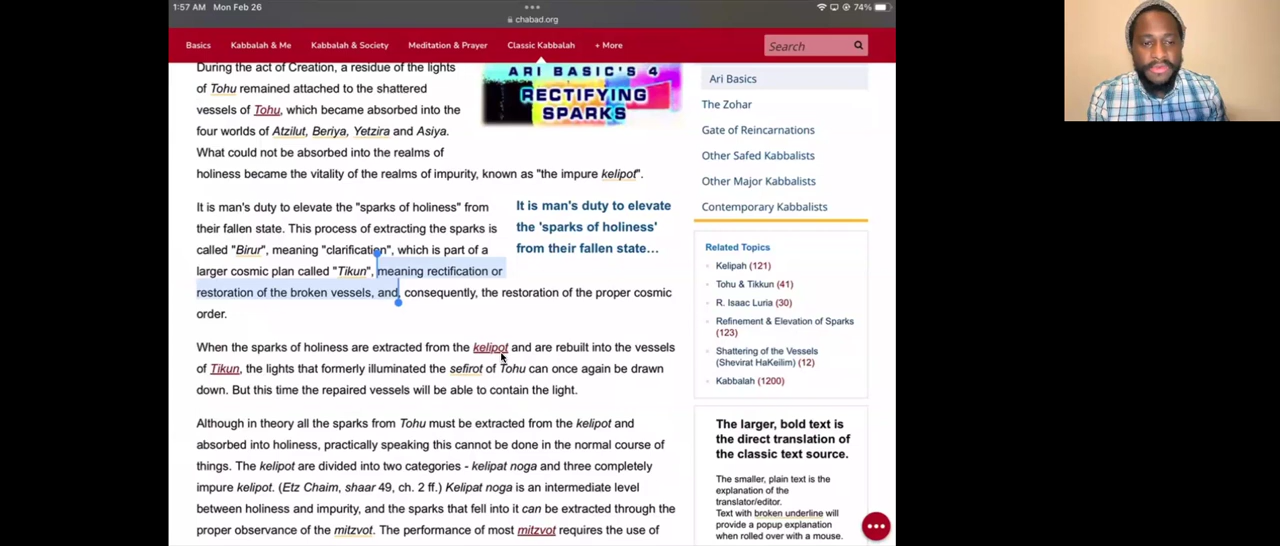 1:57 AM Mon Feb 26
74%
chabad.org
Basics
Kabbalah & Me
Kabbalah & Society
Meditation & Prayer
Classic Kabbalah
+ More
Search
During the act of Creation, a residue of the lights
of Tohu remained attached to the shattered
vessels of Tohu, which became absorbed into the
four worlds of Atzilut, Beriya, Yetzira and Asiya.
What could not be absorbed into the realms of
holiness became the vitality of the realms of impurity, known as "the impure kelipot".
ARI BASIC'S 4
RECTIFYING
SPARKS
It is man's duty to elevate the "sparks of holiness" from
their fallen state. This process of extracting the sparks is
called "Birur", meaning "clarification", which is part of a
larger cosmic plan called "Tikun", meaning rectification or
restoration of the broken vessels, and, consequently, the restoration of the proper cosmic
order.
It is man's duty to elevate
the 'sparks of holiness'
from their fallen state...
When the sparks of holiness are extracted from the kelipot and are rebuilt into the vessels
of Tikun, the lights that formerly illuminated the sefirot of Tohu can once again be drawn
down. But this time the repaired vessels will be able to contain the light.
Although in theory all the sparks from Tohu must be extracted from the kelipot and
absorbed into holiness, practically speaking this cannot be done in the normal course of
things. The kelipot are divided into two categories - kelipat noga and three completely
impure kelipot. (Etz Chaim, shaar 49, ch. 2 ff.) Kelipat noga is an intermediate level
between holiness and impurity, and the sparks that fell into it can be extracted through the
proper observance of the mitzvot. The performance of most mitzvot requires the use of
Ari Basics
The Zohar
Gate of Reincarnations
Other Safed Kabbalists
Other Major Kabbalists
Contemporary Kabbalists
Related Topics
Kelipah (121)
Tohu & Tikkun (41)
R. Isaac Luria (30)
Refinement & Elevation of Sparks
(123)
Shattering of the Vessels
(Shevirat HaKeilim) (12)
Kabbalah (1200)
The larger, bold text is
the direct translation of
the classic text source.
The smaller, plain text is the
explanation of the
translator/editor.
Text with broken underline will
provide a popup explanation
when rolled over with a mouse.